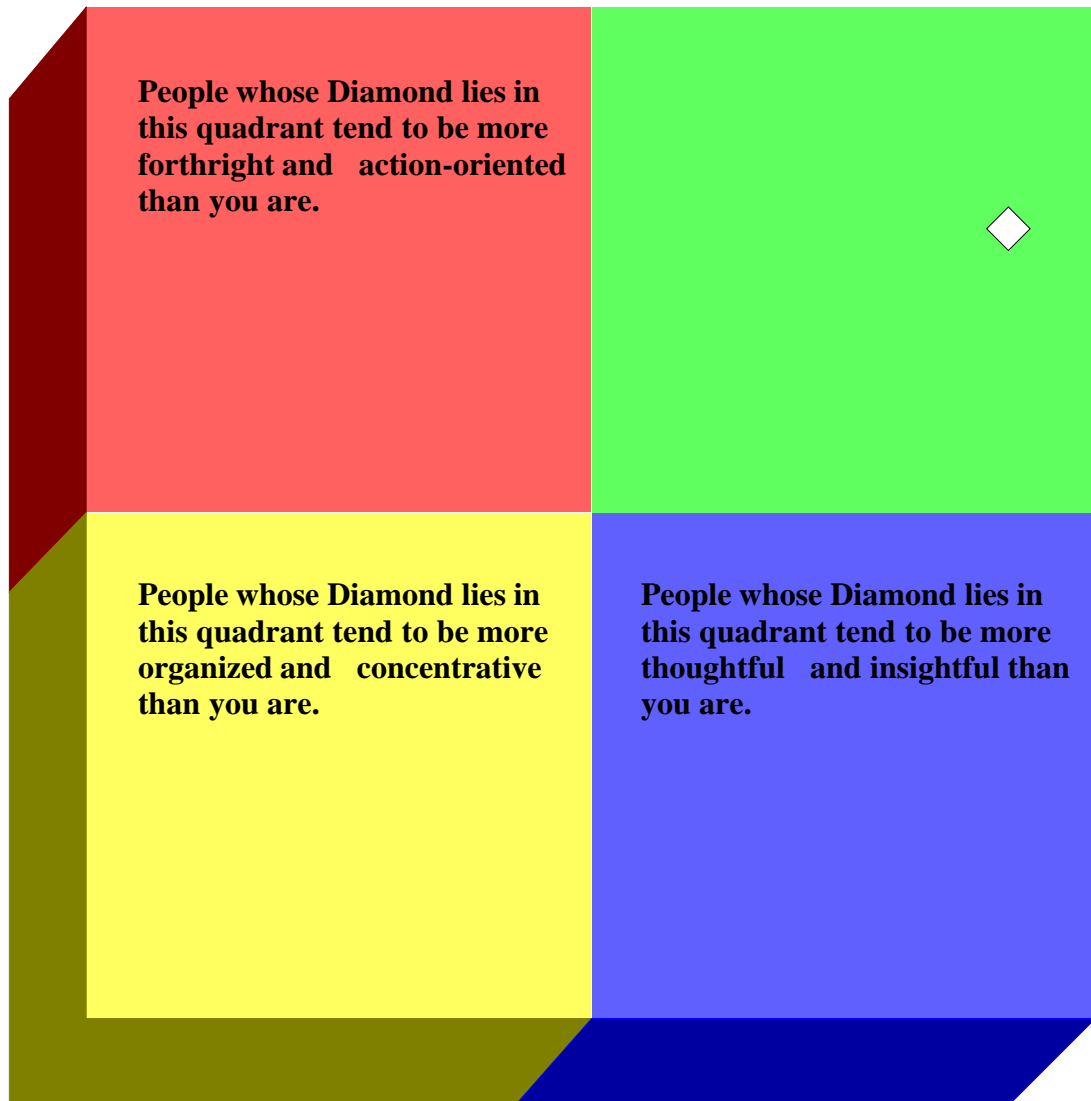 People whose Diamond lies in
this quadrant tend to be more
forthright and action-oriented
than you are.
People whose Diamond lies in
this quadrant tend to be more
organized and concentrative
than you are.
People whose Diamond lies in
this quadrant tend to be more
thoughtful and insightful than
you are.